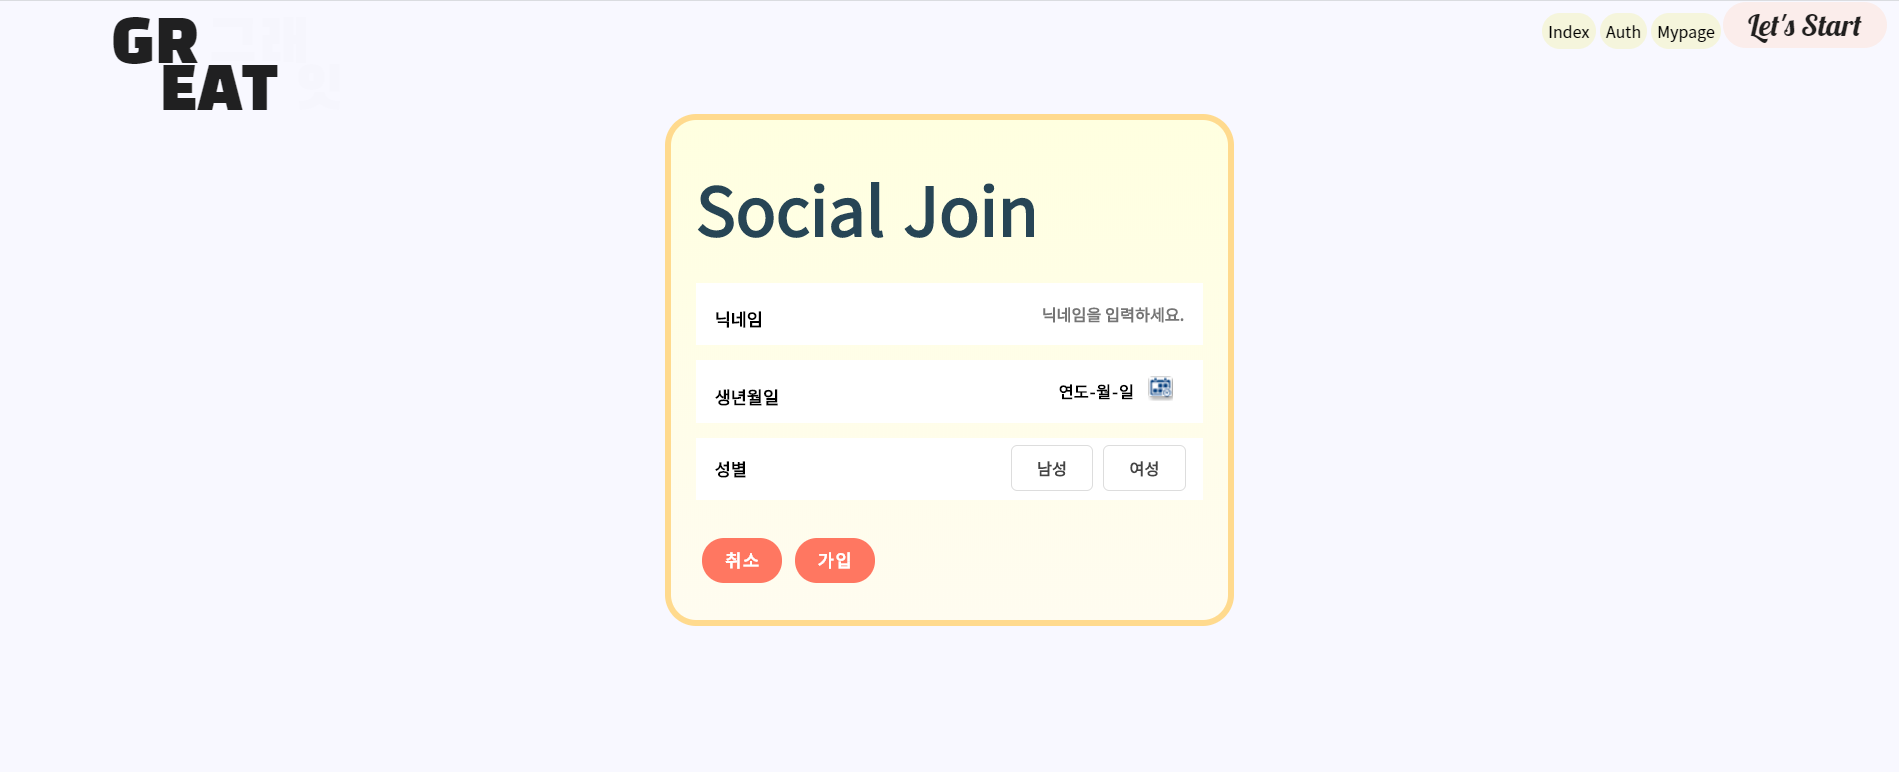 GR 그래
EAT 잇
Index Auth Mypage Let's Start
Social Join
닉네임 닉네임을 입력하세요.
생년월일 연도-월-일
성별 남성 여성
취소 가입